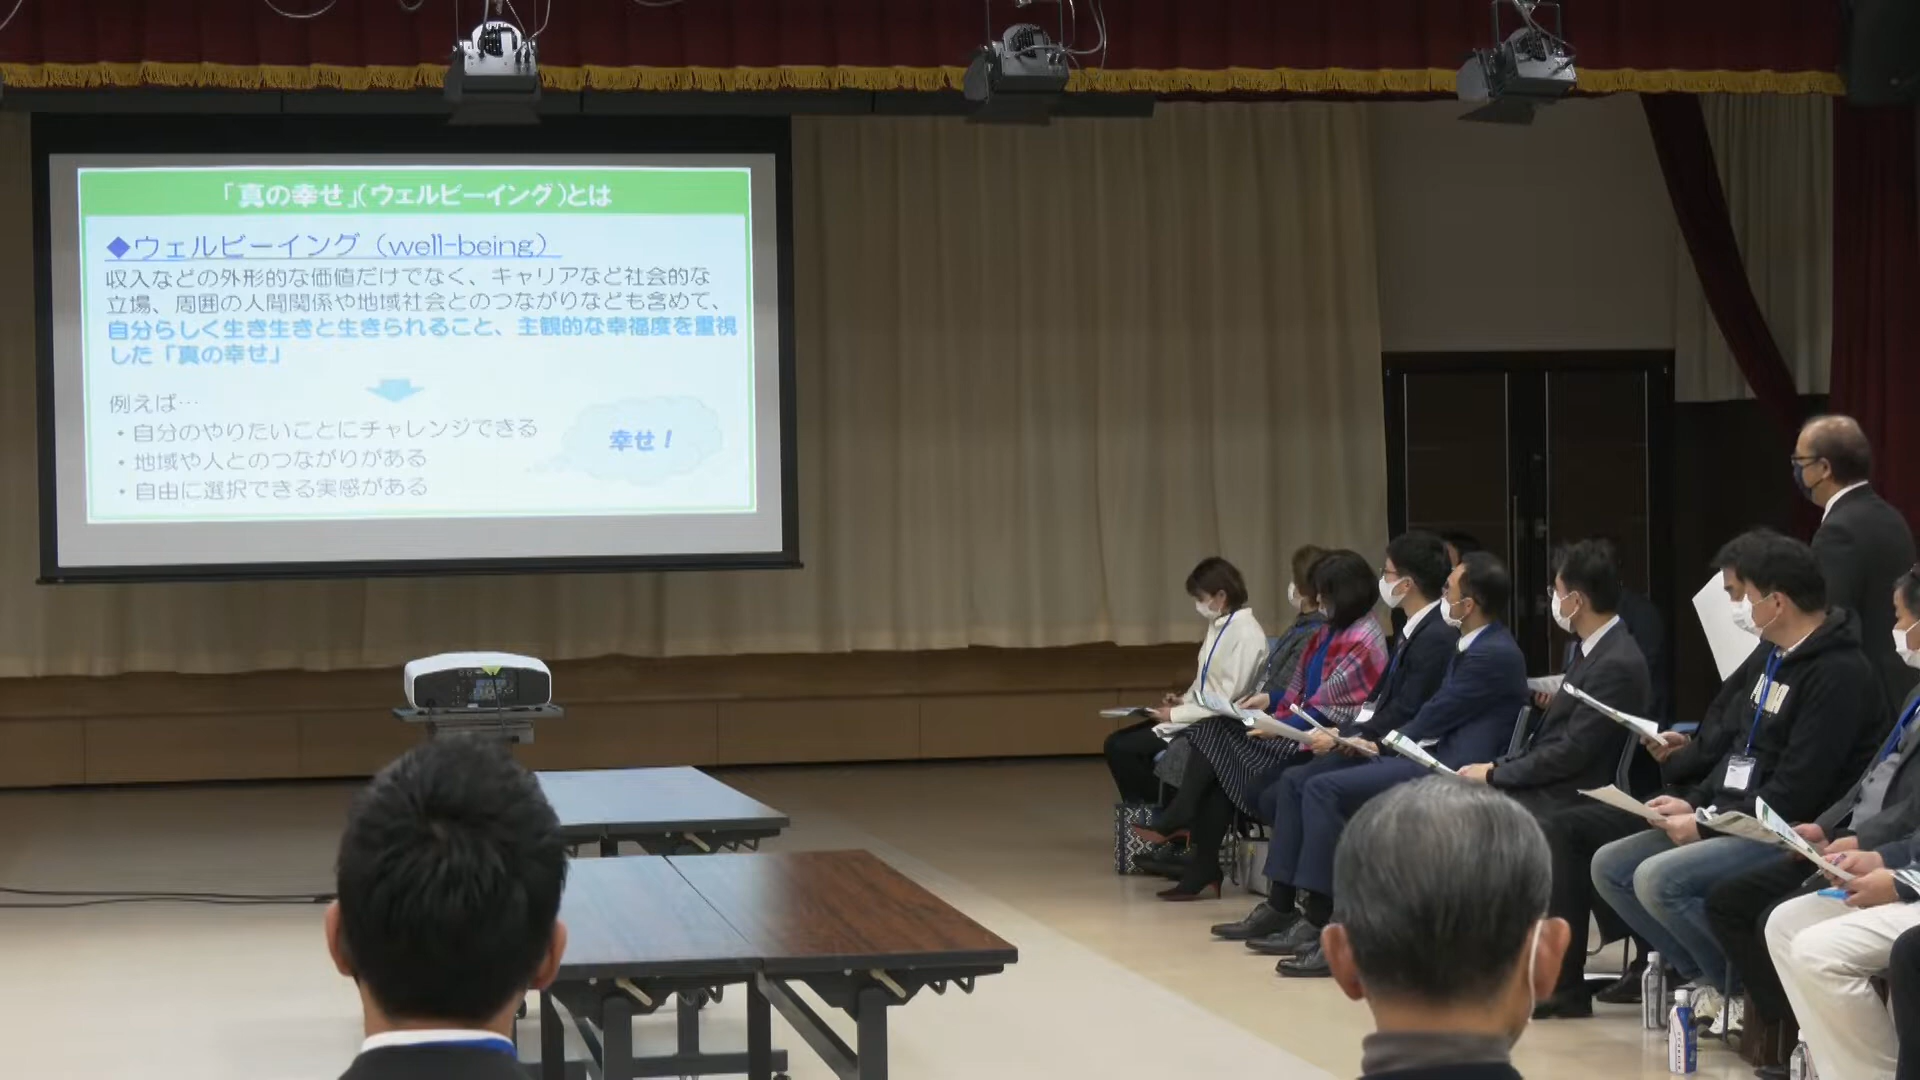 「真の幸せ」(ウェルビーイング)とは
◆ウェルビーイング（well-being）
収入などの外形的な価値だけでなく、キャリアなど社会的な
立場、周囲の人間関係や地域社会とのつながりなども含めて、
自分らしく生き生きと生きられること、主観的な幸福度を重視
した「真の幸せ」
例えば…
・自分のやりたいことにチャレンジできる
・地域や人とのつながりがある
・自由に選択できる実感がある
幸せ！